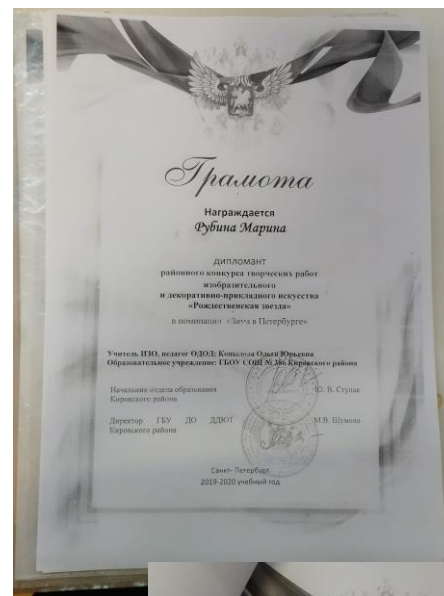 Грамота
Награждается
Рубина Марина
дипломант
районного конкурса творческих работ
изобразительного
и декоративно-прикладного искусства
«Рождественская звезда»
в номинации «Зима в Петербурге»
Учитель ИЗО, педагог ОДОД: Ольга Юрьевна
Образовательное учреждение: ГБОУ СОШ № 386 Кировского района
Начальник отдела образования Ю. В. Ступак
Кировского района
Директор ГБУ ДО ДДЮТ М.В. Шумова
Кировского района
Санкт- Петербург
2019-2020 учебный год